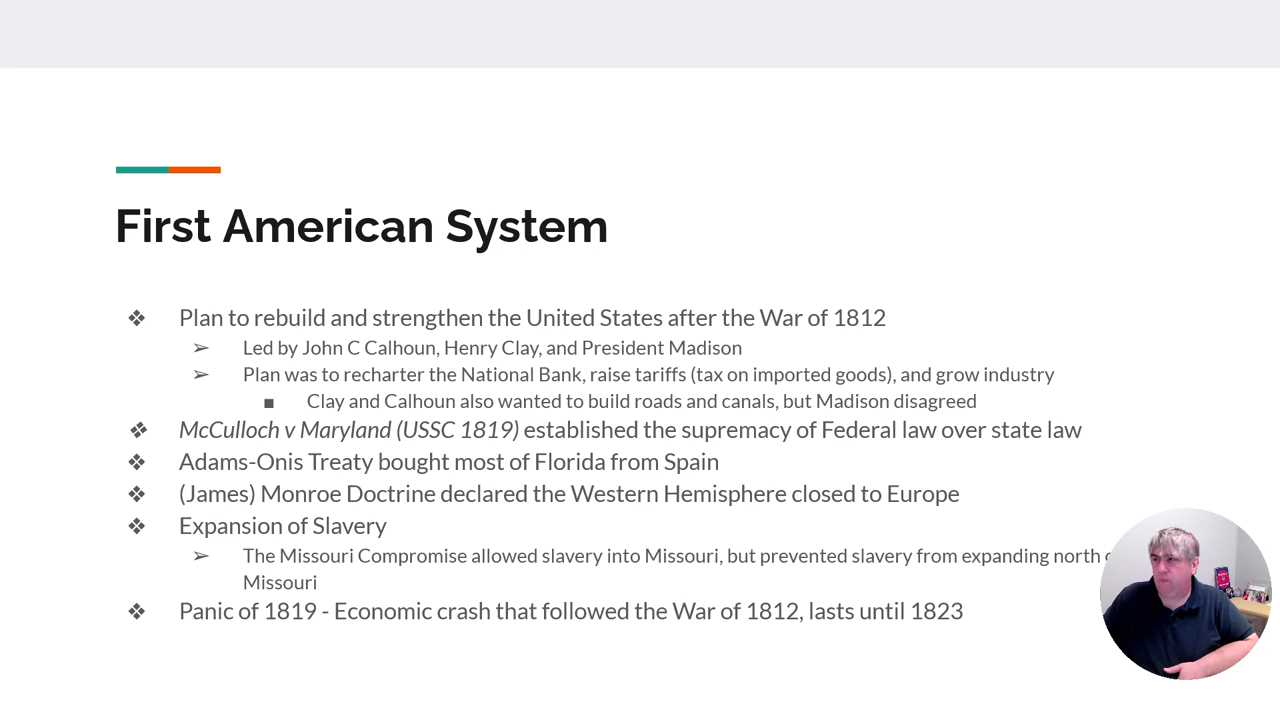 First American System
❖ Plan to rebuild and strengthen the United States after the War of 1812
➢ Led by John C Calhoun, Henry Clay, and President Madison
➢ Plan was to recharter the National Bank, raise tariffs (tax on imported goods), and grow industry
■ Clay and Calhoun also wanted to build roads and canals, but Madison disagreed
❖ McCulloch v Maryland (USSC 1819) established the supremacy of Federal law over state law
❖ Adams-Onis Treaty bought most of Florida from Spain
❖ (James) Monroe Doctrine declared the Western Hemisphere closed to Europe
❖ Expansion of Slavery
➢ The Missouri Compromise allowed slavery into Missouri, but prevented slavery from expanding north
Missouri
❖ Panic of 1819 - Economic crash that followed the War of 1812, lasts until 1823